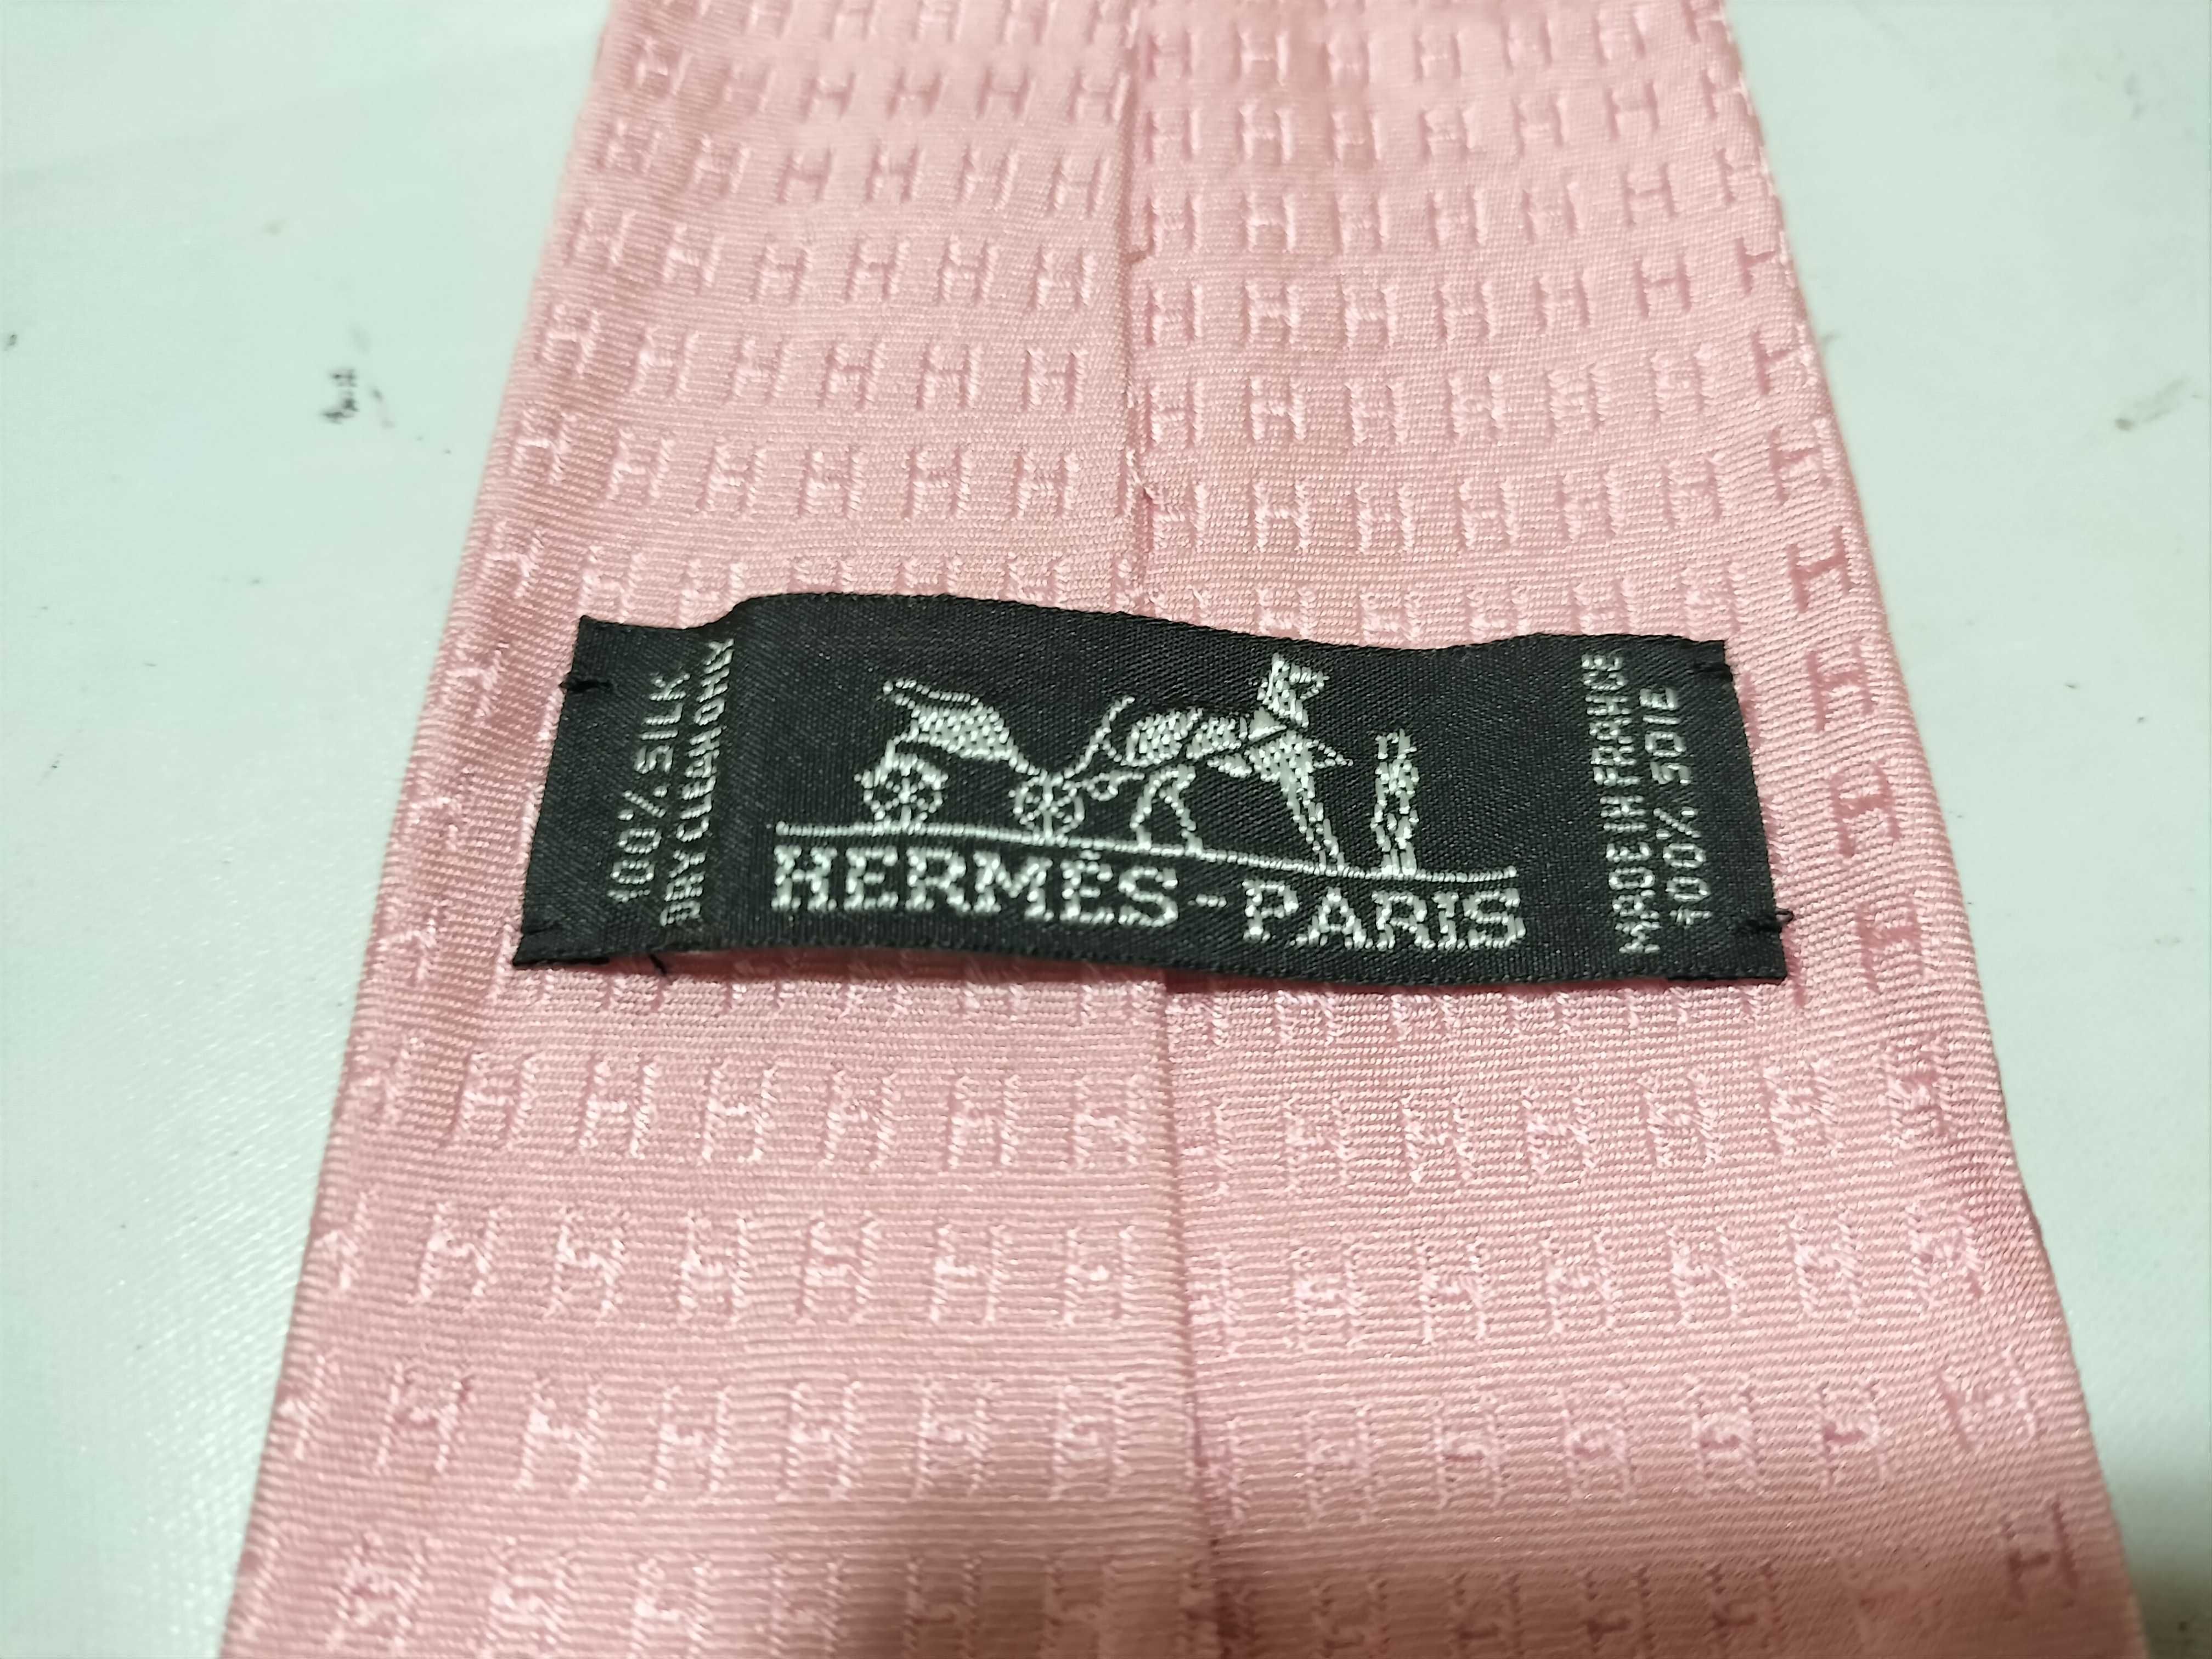 100% SILK
DRY CLEAN ONLY
HERMÈS-PARIS
MADE IN FRANCE
100% SOIE